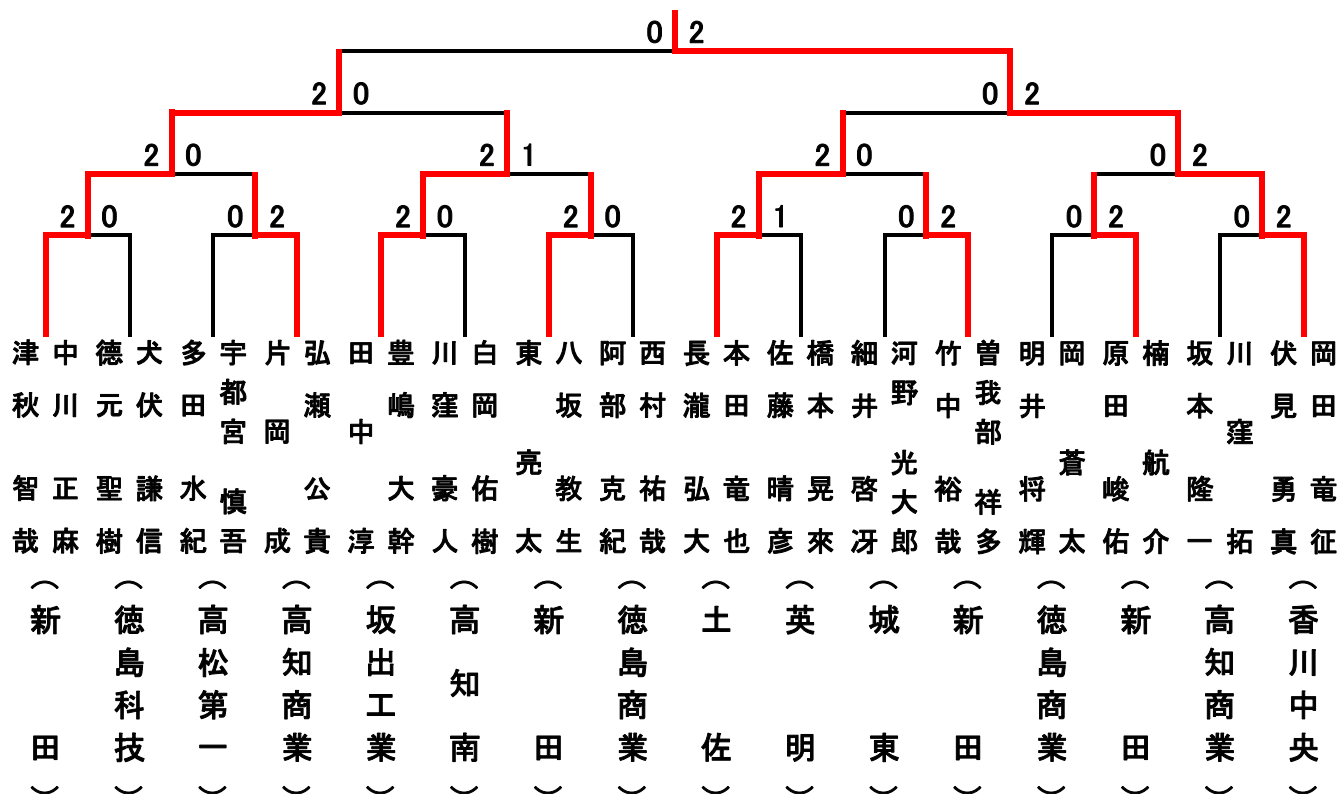 0 2
2 0
0 2
2 0
2 1
2 0
0 2
2 0
0 2
2 0
2 0
2 1
0 2
0 2
0 2
津秋智哉
中川正麻
(新田)
徳元聖樹
犬伏謙信
(徳島科技)
多田水紀
宇都宮慎吾
(高松第一)
片岡成
弘瀬公貴
(高知商業)
田中淳
豊嶋大幹
(坂出工業)
川窪豪人
白岡佑樹
(高知南)
東亮太
八坂教生
(新田)
阿部克紀
西村祐哉
(徳島商業)
長瀧弘大
本田竜也
(土佐)
佐藤晴彦
橋本晃來
(英明)
細井啓冴
河野光大郎
(城東)
竹中裕哉
曽我部祥多
(新田)
明井将輝
岡蒼太
(徳島商業)
原田峻佑
楠航介
(新田)
坂本隆一
川窪拓
(高知商業)
伏見勇真
岡田竜征
(香川中央)